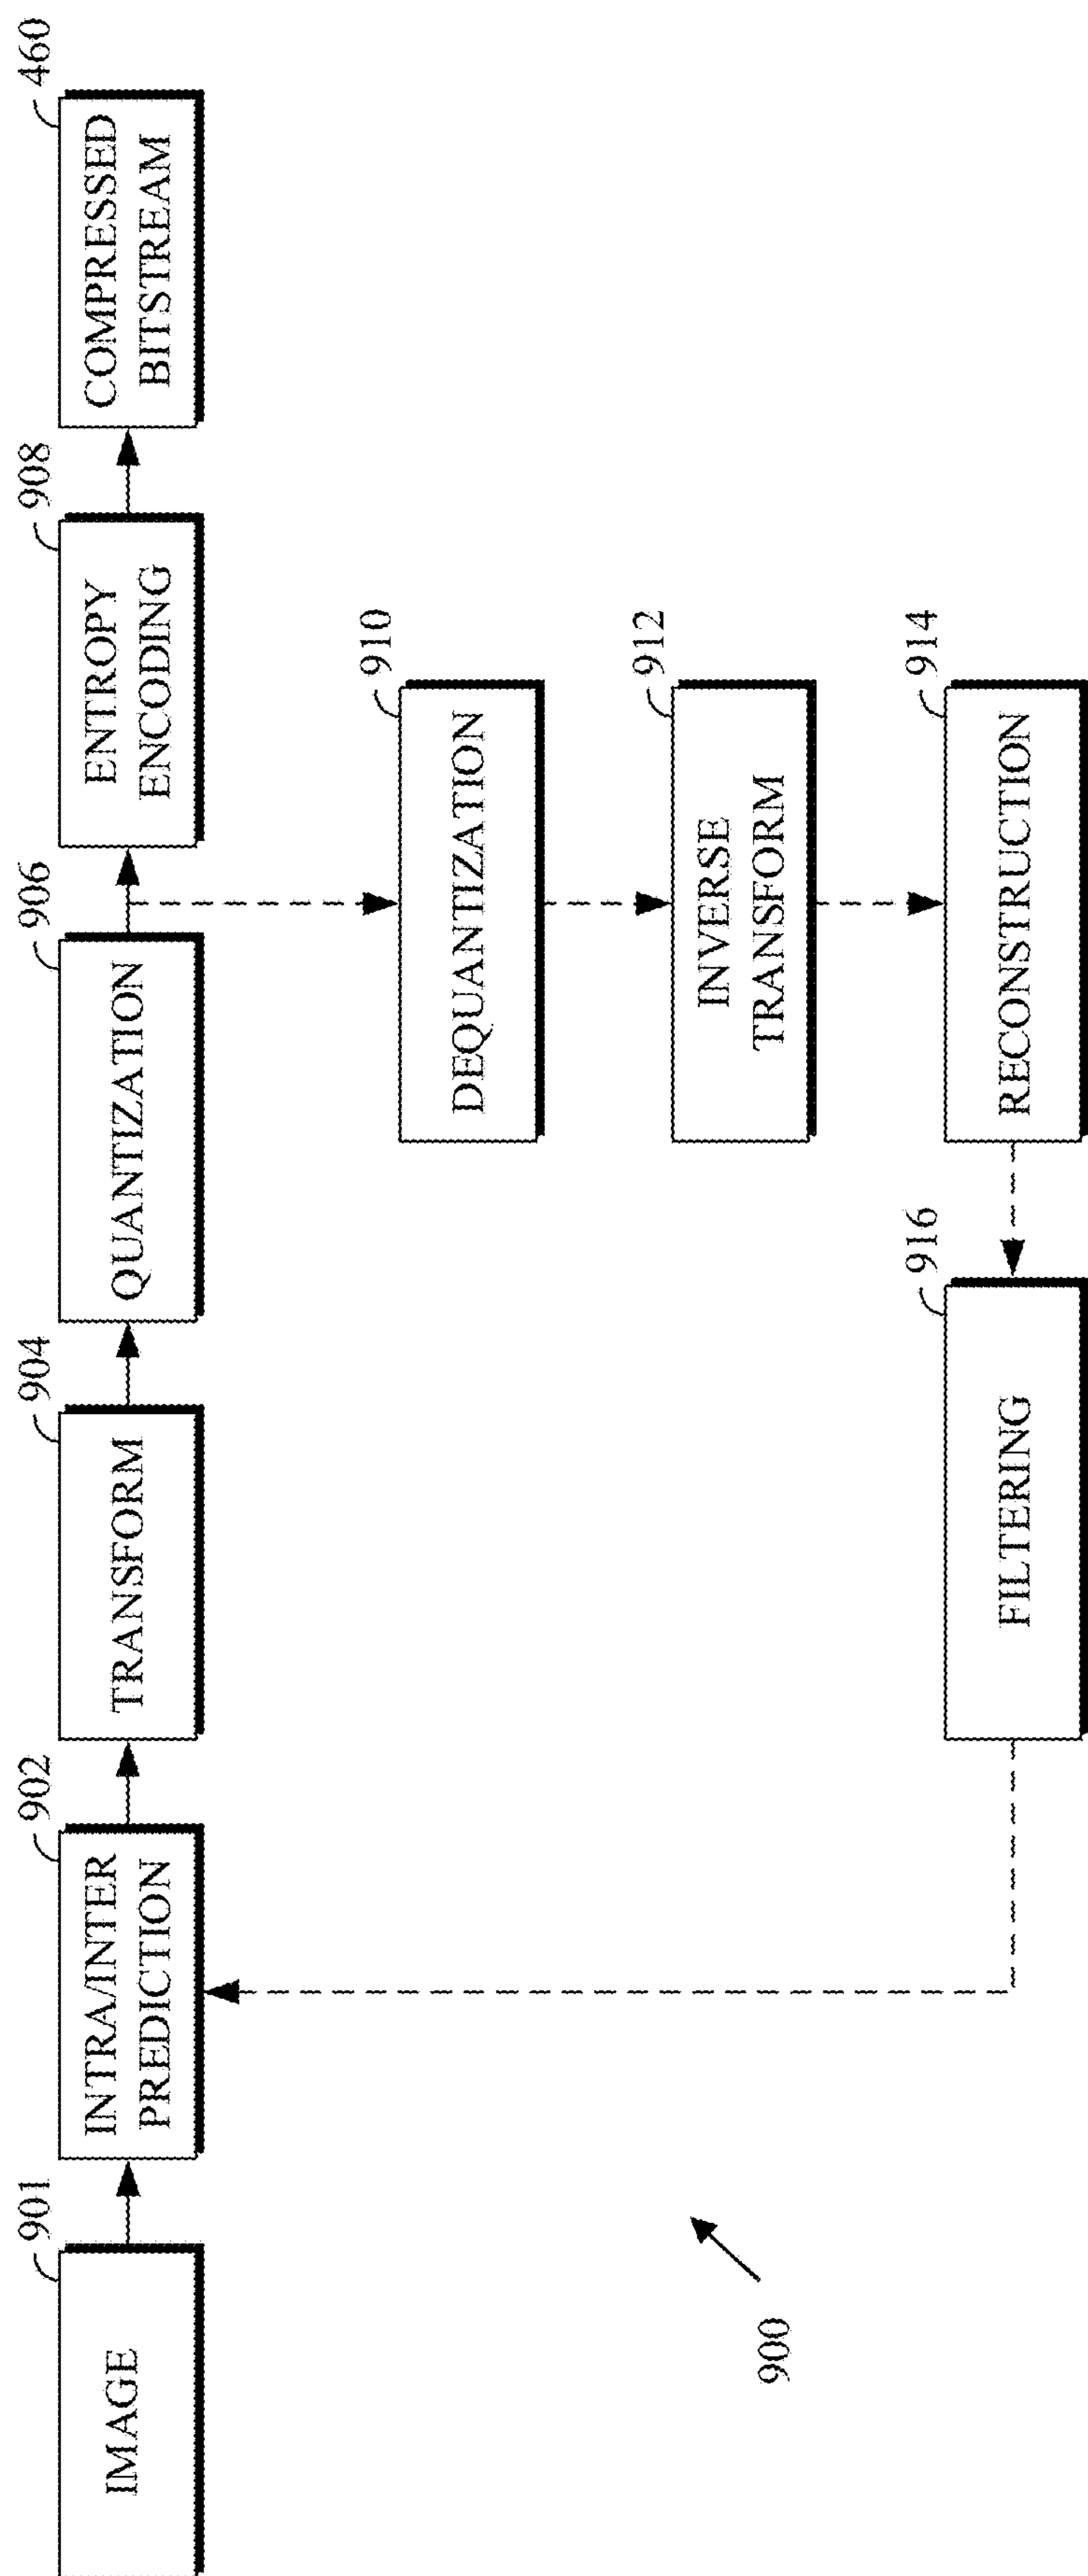 901
IMAGE
902
INTRA/INTER
PREDICTION
904
TRANSFORM
906
QUANTIZATION
908
ENTROPY
ENCODING
460
COMPRESSED
BITSTREAM
910
DEQUANTIZATION
912
INVERSE
TRANSFORM
914
RECONSTRUCTION
916
FILTERING
900